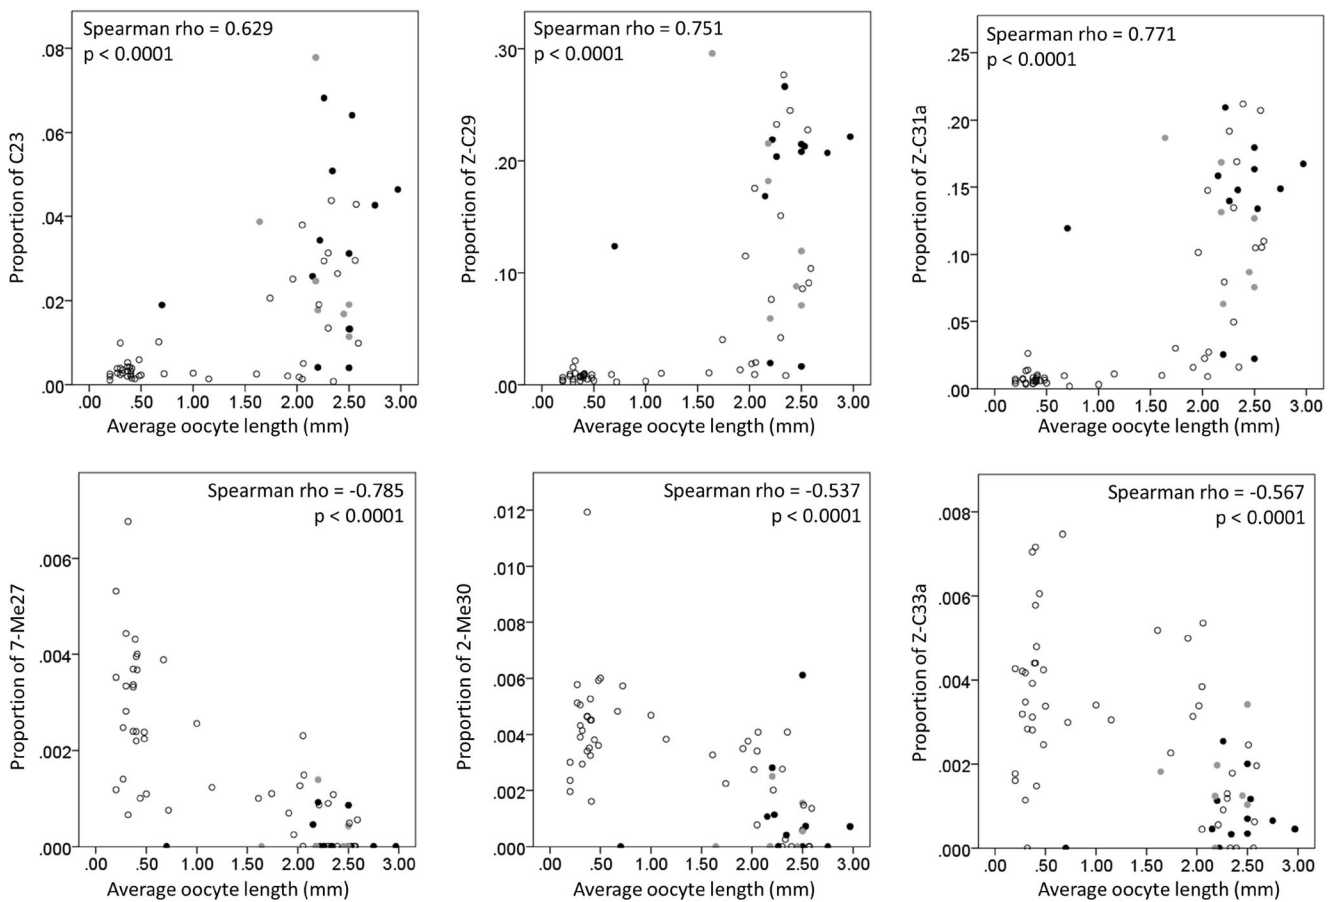 Spearman rho = 0.629
p < 0.0001
Proportion of C23
.08
.06
.04
.02
.00
.00 .50 1.00 1.50 2.00 2.50 3.00
Average oocyte length (mm)
Spearman rho = 0.751
p < 0.0001
Proportion of Z-C29
.30
.20
.10
.00
.00 .50 1.00 1.50 2.00 2.50 3.00
Average oocyte length (mm)
Spearman rho = 0.771
p < 0.0001
Proportion of Z-C31a
.25
.20
.15
.10
.05
.00
.00 .50 1.00 1.50 2.00 2.50 3.00
Average oocyte length (mm)
Spearman rho = -0.785
p < 0.0001
Proportion of 7-Me27
.006
.004
.002
.000
.00 .50 1.00 1.50 2.00 2.50 3.00
Average oocyte length (mm)
Spearman rho = -0.537
p < 0.0001
Proportion of 2-Me30
.012
.010
.008
.006
.004
.002
.000
.00 .50 1.00 1.50 2.00 2.50 3.00
Average oocyte length (mm)
Spearman rho = -0.567
p < 0.0001
Proportion of Z-C33a
.008
.006
.004
.002
.000
.00 .50 1.00 1.50 2.00 2.50 3.00
Average oocyte length (mm)